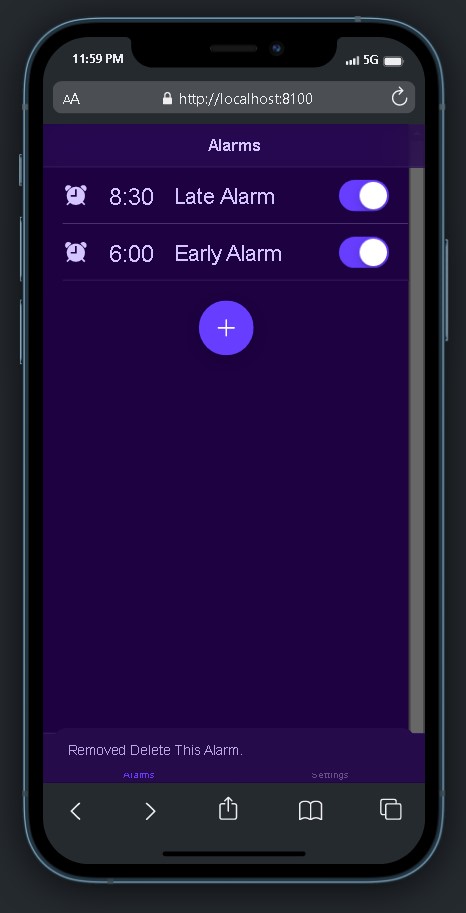 11:59 PM 5G
AA http://localhost:8100
Alarms
8:30 Late Alarm
6:00 Early Alarm
Removed Delete This Alarm.
Alarms Settings